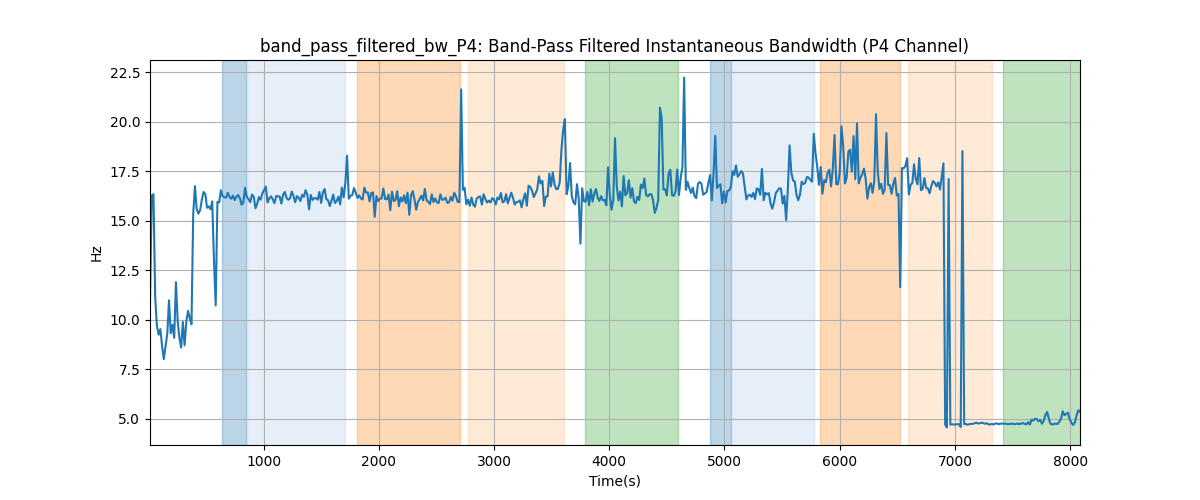 band_pass_filtered_bw_P4: Band-Pass Filtered Instantaneous Bandwidth (P4 Channel)
22.5
20.0
17.5
15.0
12.5
10.0
7.5
5.0
Hz
1000 2000 3000 4000 5000 6000 7000 8000
Time(s)